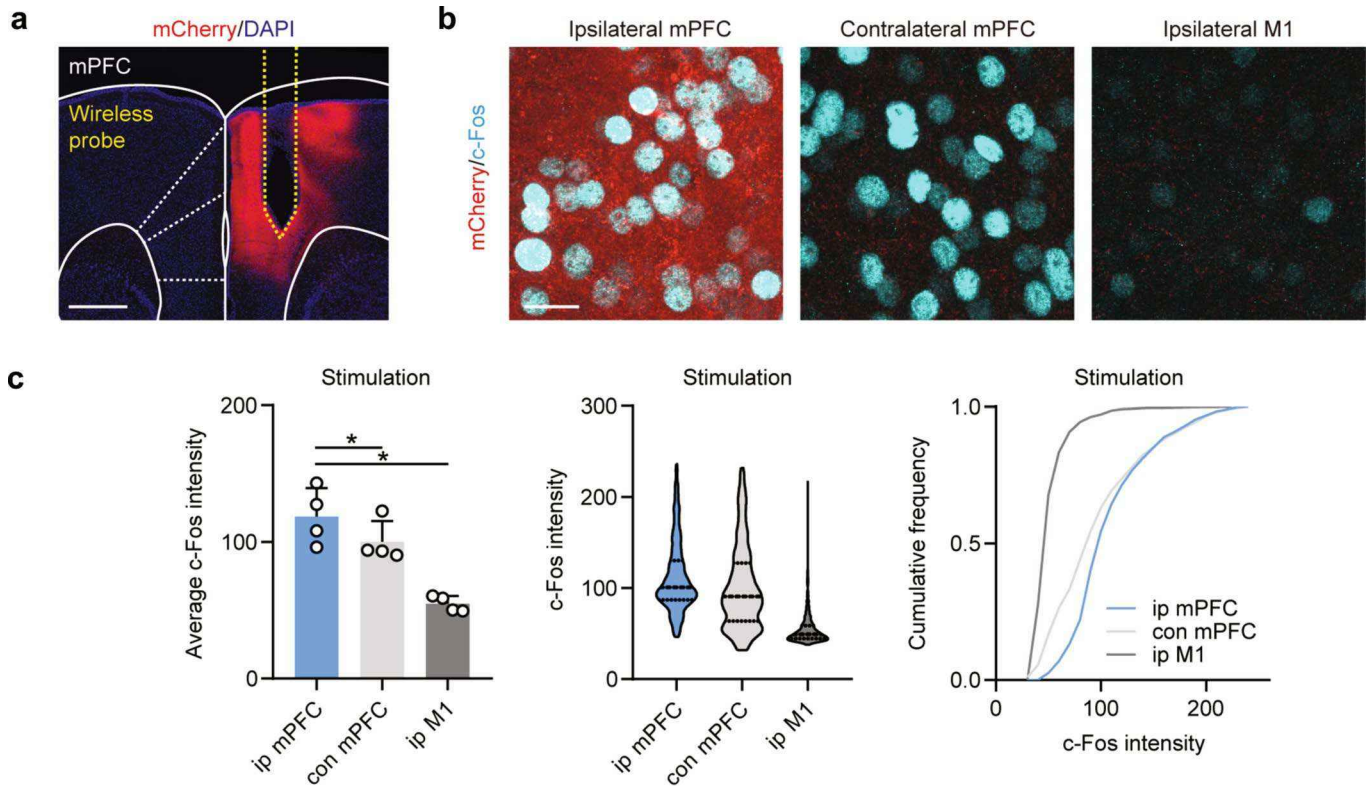 a
mCherry/DAPI
mPFC
Wireless
probe
b
Ipsilateral mPFC
Contralateral mPFC
Ipsilateral M1
mCherry/c-Fos
c
Stimulation
Average c-Fos intensity
200
100
0
*
*
ip mPFC
con mPFC
ip M1
Stimulation
c-Fos intensity
300
200
100
0
ip mPFC
con mPFC
ip M1
Stimulation
Cumulative frequency
1.0
0.5
0.0
ip mPFC
con mPFC
ip M1
0
100
200
c-Fos intensity